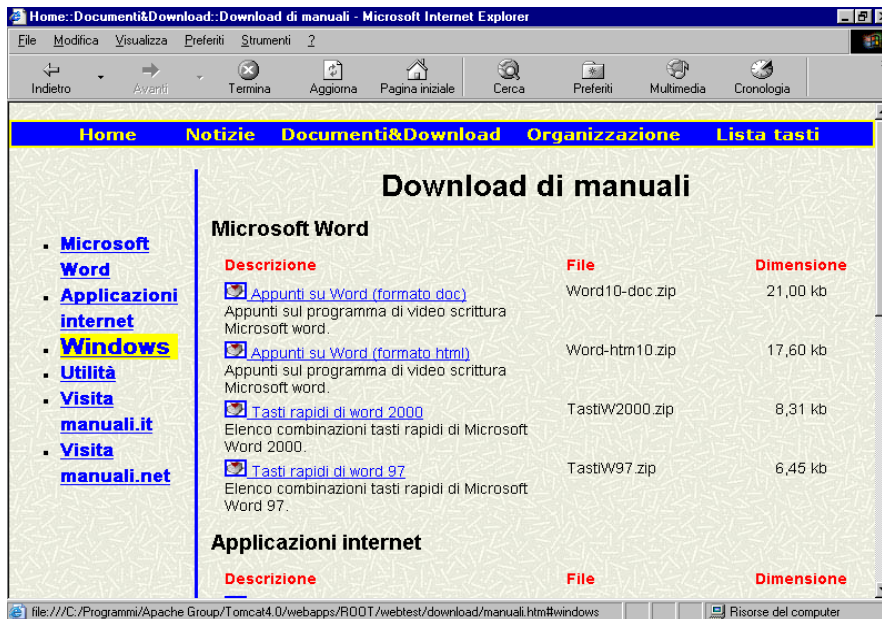 Home::Documenti&Download::Download di manuali - Microsoft Internet Explorer
File Modifica Visualizza Preferiti Strumenti ?
Indietro Avanti Termina Aggiorna Pagina iniziale Cerca Preferiti Multimedia Cronologia
Home Notizie Documenti&Download Organizzazione Lista tasti
Microsoft
Word
Applicazioni
internet
Windows
Utilità
Visita
manuali.it
Visita
manuali.net
Download di manuali
Microsoft Word
Descrizione File Dimensione
Appunti su Word (formato doc) Word10-doc.zip 21,00 kb
Appunti sul programma di video scrittura
Microsoft word.
Appunti su Word (formato html) Word-htm10.zip 17,60 kb
Appunti sul programma di video scrittura
Microsoft word.
Tasti rapidi di word 2000 TastiW2000.zip 8,31 kb
Elenco combinazioni tasti rapidi di Microsoft
Word 2000.
Tasti rapidi di word 97 TastiW97.zip 6,45 kb
Elenco combinazioni tasti rapidi di Microsoft
Word 97.
Applicazioni internet
Descrizione File Dimensione
file:///C:/Programmi/Apache Group/Tomcat4.0/webapps/ROOT/webtest/download/manuali.htm#windows Risorse del computer